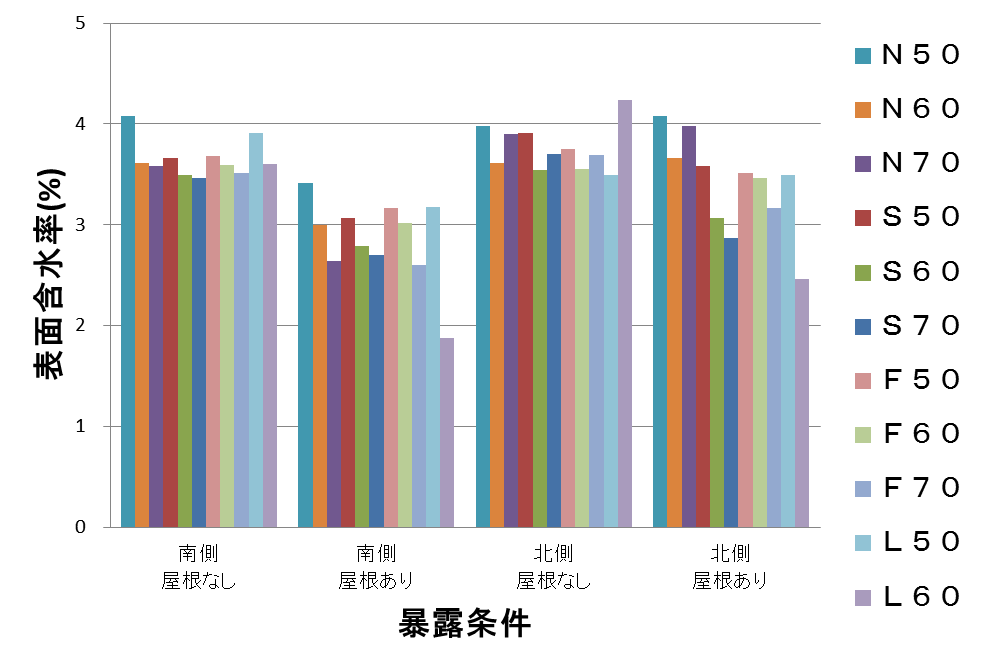 5
4
3
2
1
0
表面含水率(%)
南側
屋根なし
南側
屋根あり
北側
屋根なし
北側
屋根あり
暴露条件
Ｎ５０
Ｎ６０
Ｎ７０
Ｓ５０
Ｓ６０
Ｓ７０
Ｆ５０
Ｆ６０
Ｆ７０
Ｌ５０
Ｌ６０